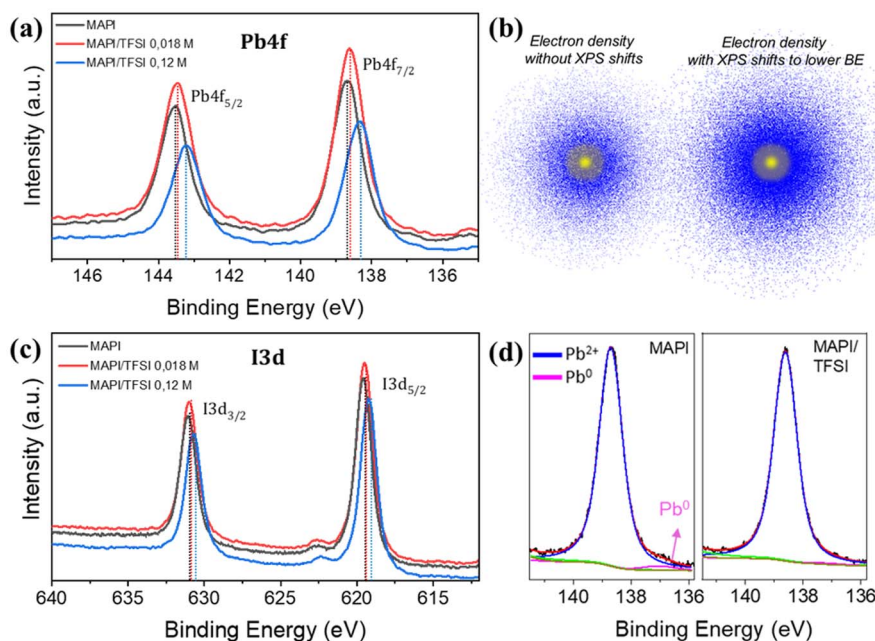 (a)
MAPI
MAPI/TFSI 0,018 M
MAPI/TFSI 0,12 M
Pb4f
Pb4f5/2
Pb4f7/2
Intensity (a.u.)
146 144 142 140 138 136
Binding Energy (eV)
(b)
Electron density
without XPS shifts
Electron density
with XPS shifts to lower BE
(c)
MAPI
MAPI/TFSI 0,018 M
MAPI/TFSI 0,12 M
I3d
I3d3/2
I3d5/2
Intensity (a.u.)
640 635 630 625 620 615
Binding Energy (eV)
(d)
Pb2+
Pb0
MAPI
Pb0
MAPI/
TFSI
140 138 136
140 138 136
Binding Energy (eV)